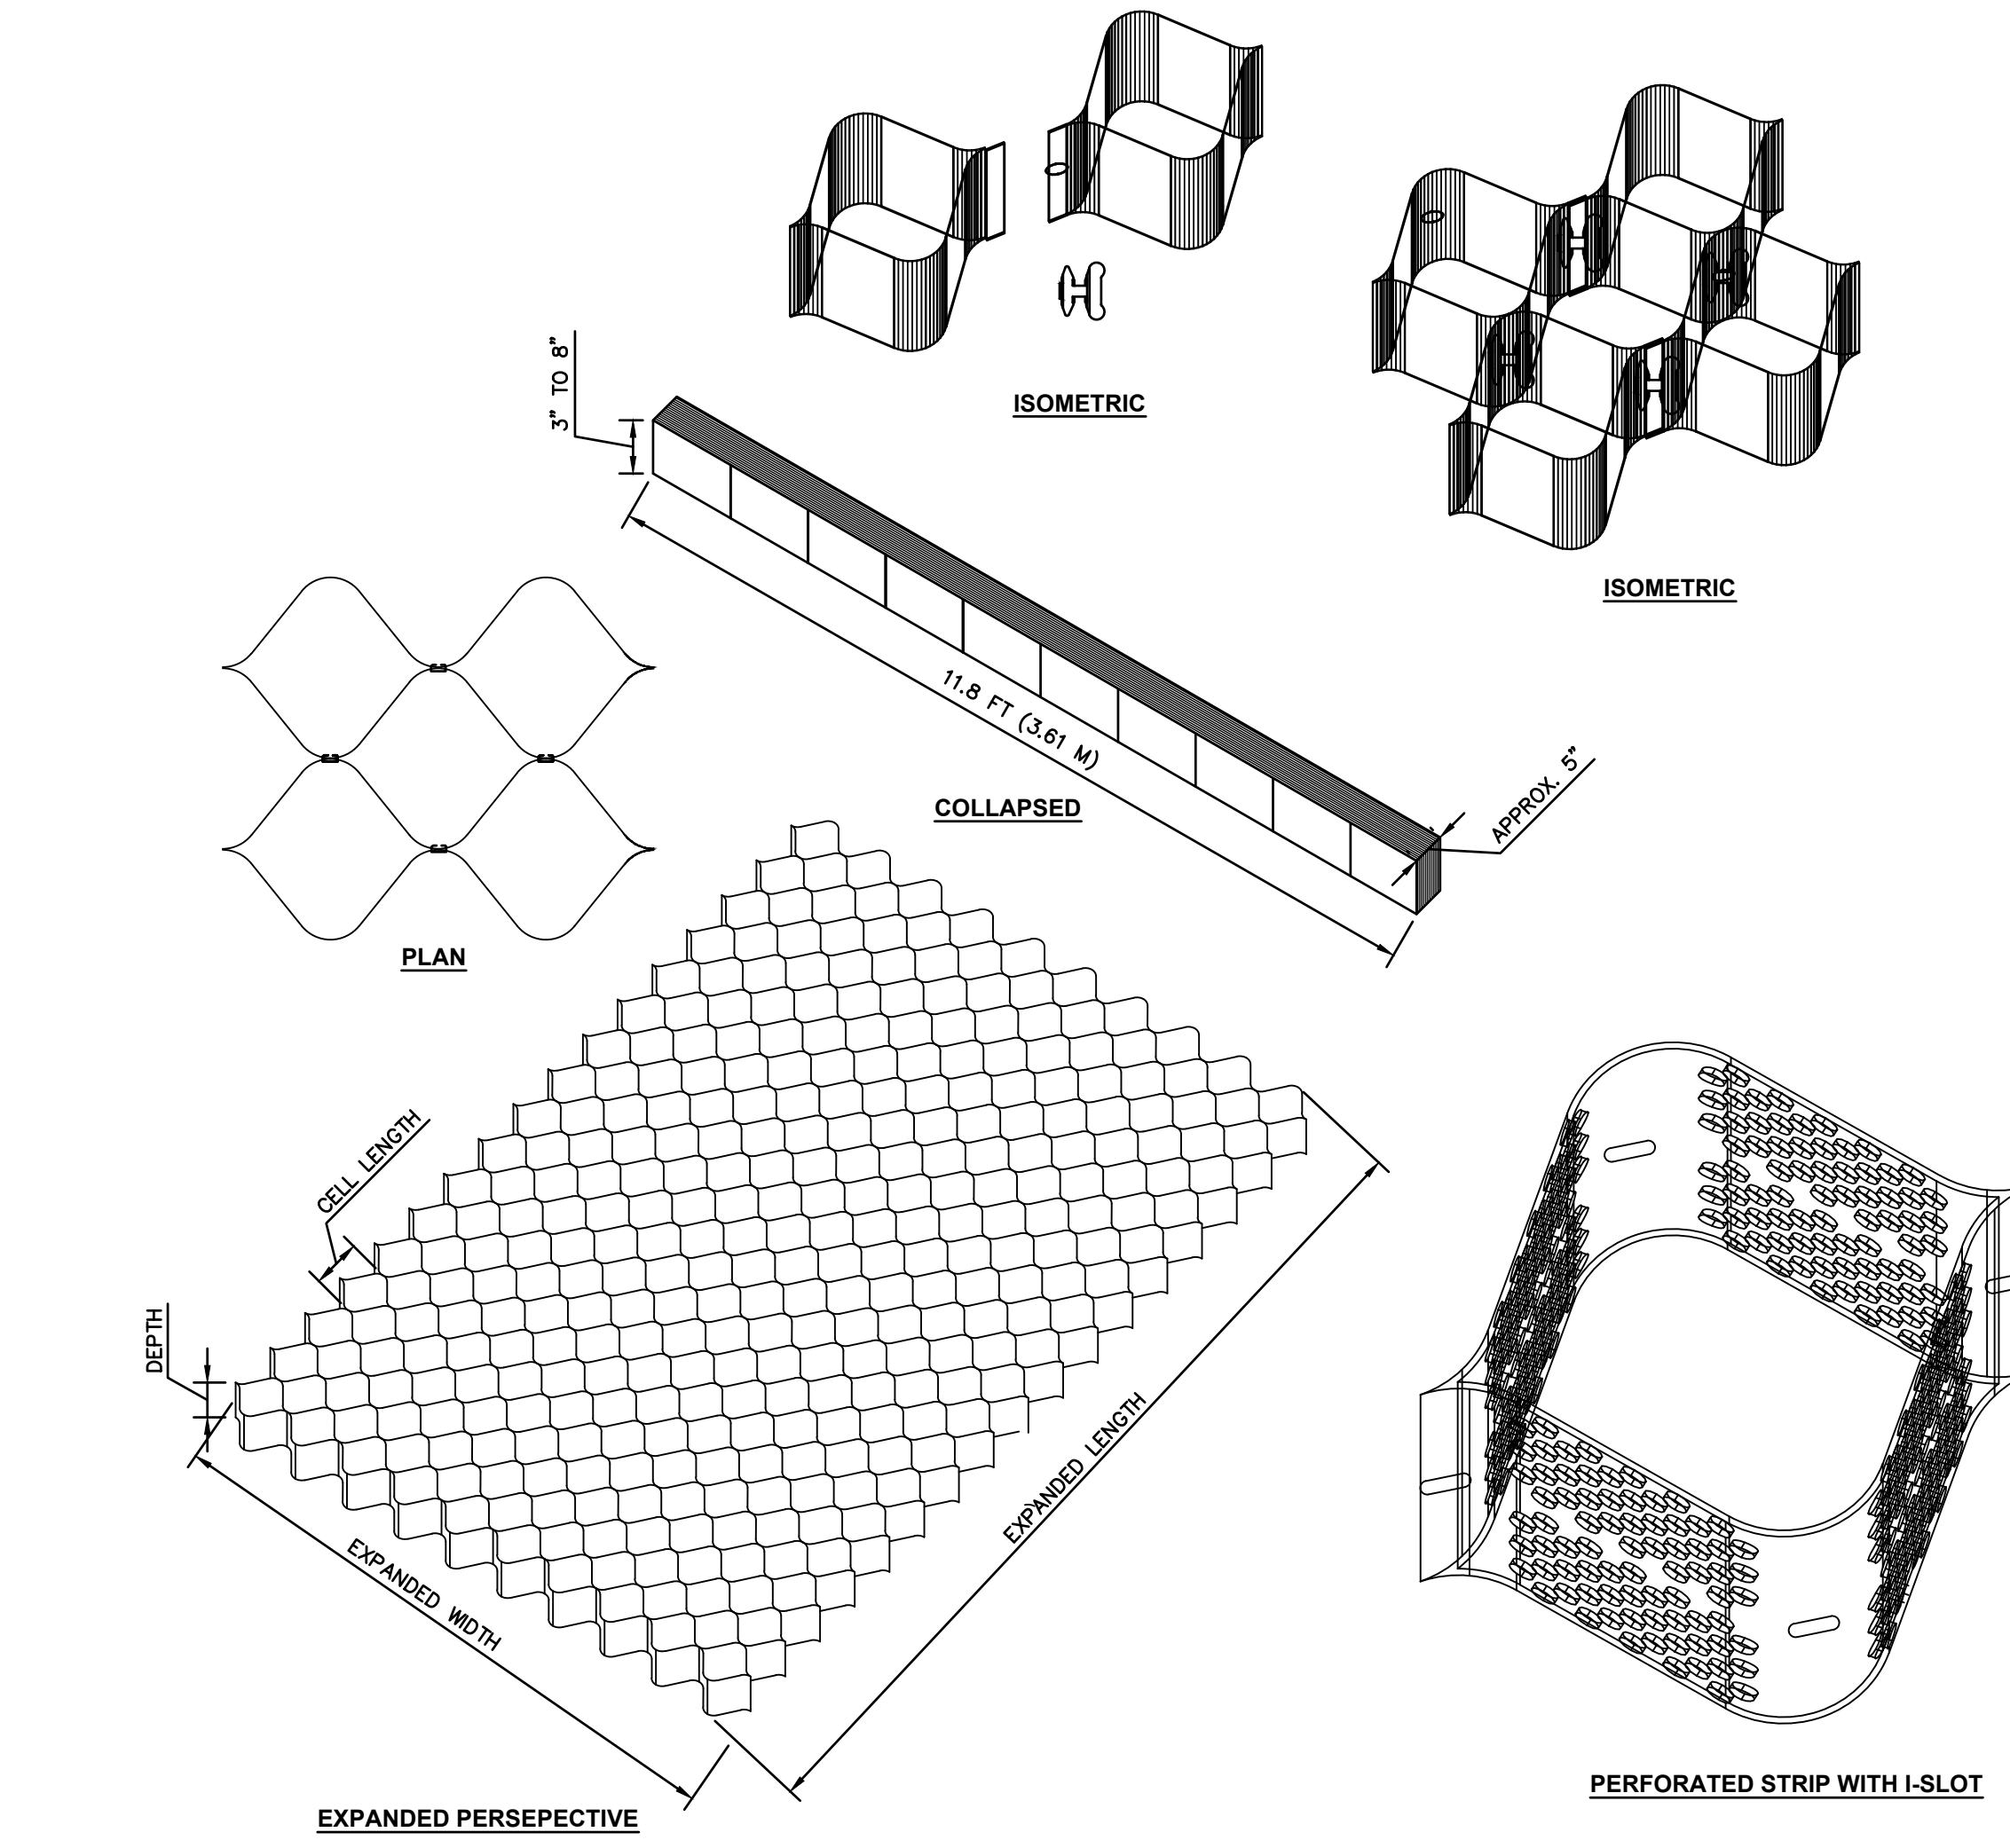 ISOMETRIC
3" TO 8"
ISOMETRIC
11.8 FT (3.61 M)
APPROX. 5"
COLLAPSED
PLAN
CELL LENGTH
DEPTH
EXPANDED LENGTH
EXPANDED WIDTH
PERFORATED STRIP WITH I-SLOT
EXPANDED PERSEPECTIVE